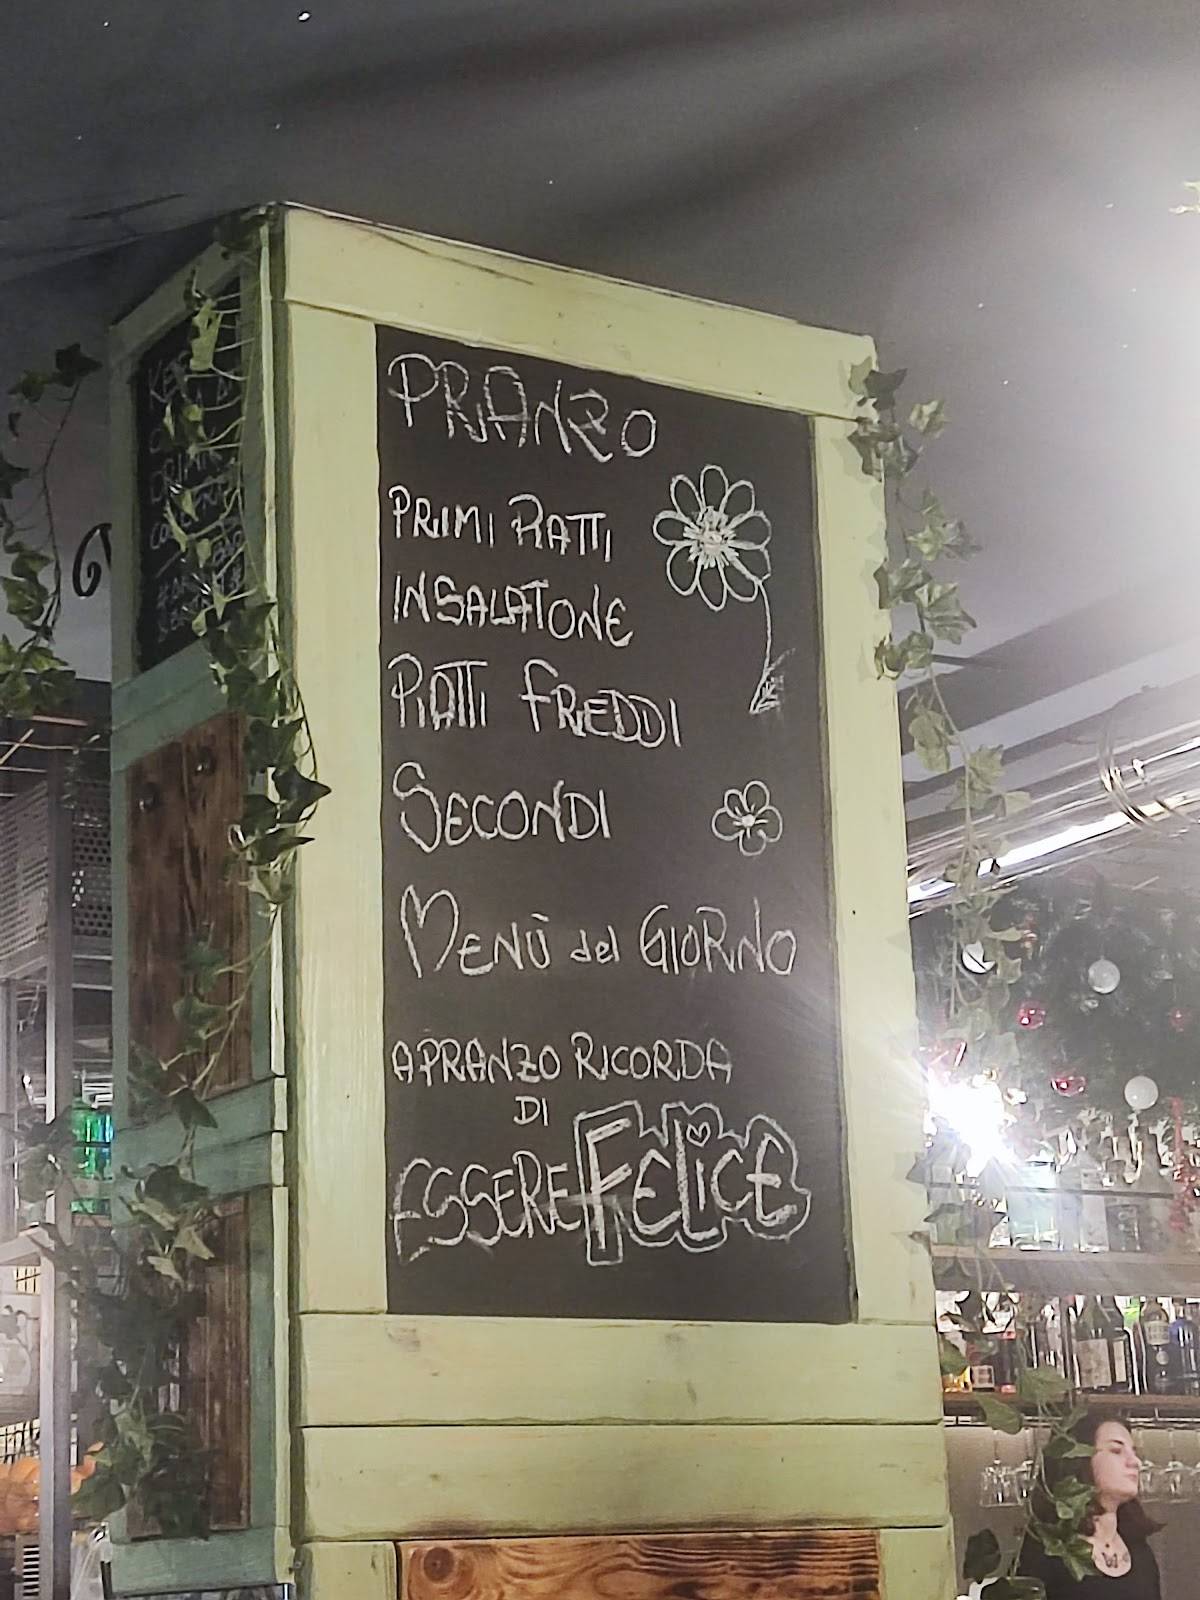 PRANZO
PRIMI PIATTI
INSALATONE
PIATTI FREDDI
SECONDI
MENÙ del GIORNO
A PRANZO RICORDA
DI
ESSERE FELICE